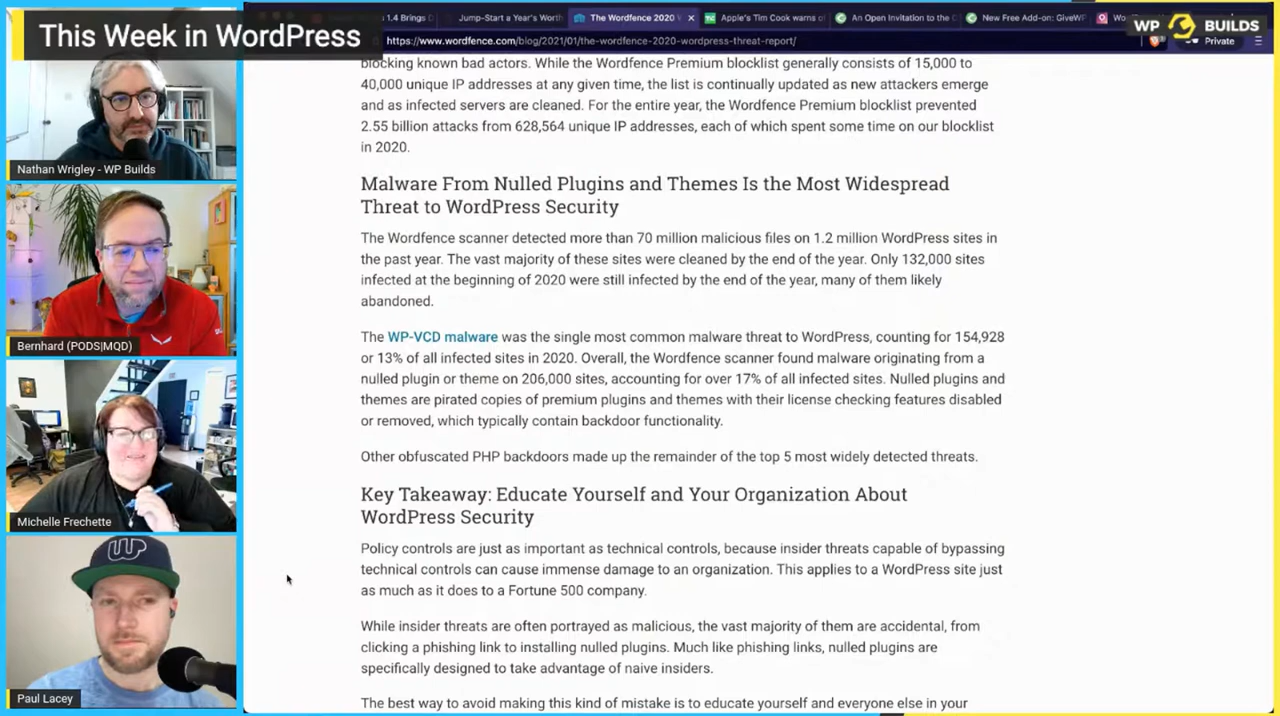 This Week in WordPress
1.4 Brings D
Jump-Start a Year's Worth
The Wordfence 2020 W
Apple's Tim Cook warns of
An Open Invitation to the D
New Free Add-on: GiveWP
WP BUILDS
https://www.wordfence.com/blog/2021/01/the-wordfence-2020-wordpress-threat-report/
Private
blocking known bad actors. While the Wordfence Premium blocklist generally consists of 15,000 to
40,000 unique IP addresses at any given time, the list is continually updated as new attackers emerge
and as infected servers are cleaned. For the entire year, the Wordfence Premium blocklist prevented
2.55 billion attacks from 628,564 unique IP addresses, each of which spent some time on our blocklist
in 2020.
Nathan Wrigley - WP Builds
Malware From Nulled Plugins and Themes Is the Most Widespread
Threat to WordPress Security
The Wordfence scanner detected more than 70 million malicious files on 1.2 million WordPress sites in
the past year. The vast majority of these sites were cleaned by the end of the year. Only 132,000 sites
infected at the beginning of 2020 were still infected by the end of the year, many of them likely
abandoned.
Bernhard (PODS|MQD)
The WP-VCD malware was the single most common malware threat to WordPress, counting for 154,928
or 13% of all infected sites in 2020. Overall, the Wordfence scanner found malware originating from a
nulled plugin or theme on 206,000 sites, accounting for over 17% of all infected sites. Nulled plugins and
themes are pirated copies of premium plugins and themes with their license checking features disabled
or removed, which typically contain backdoor functionality.
Other obfuscated PHP backdoors made up the remainder of the top 5 most widely detected threats.
Key Takeaway: Educate Yourself and Your Organization About
WordPress Security
Michelle Frechette
Policy controls are just as important as technical controls, because insider threats capable of bypassing
technical controls can cause immense damage to an organization. This applies to a WordPress site just
as much as it does to a Fortune 500 company.
While insider threats are often portrayed as malicious, the vast majority of them are accidental, from
clicking a phishing link to installing nulled plugins. Much like phishing links, nulled plugins are
specifically designed to take advantage of naive insiders.
The best way to avoid making this kind of mistake is to educate yourself and everyone else in your
WP
Paul Lacey